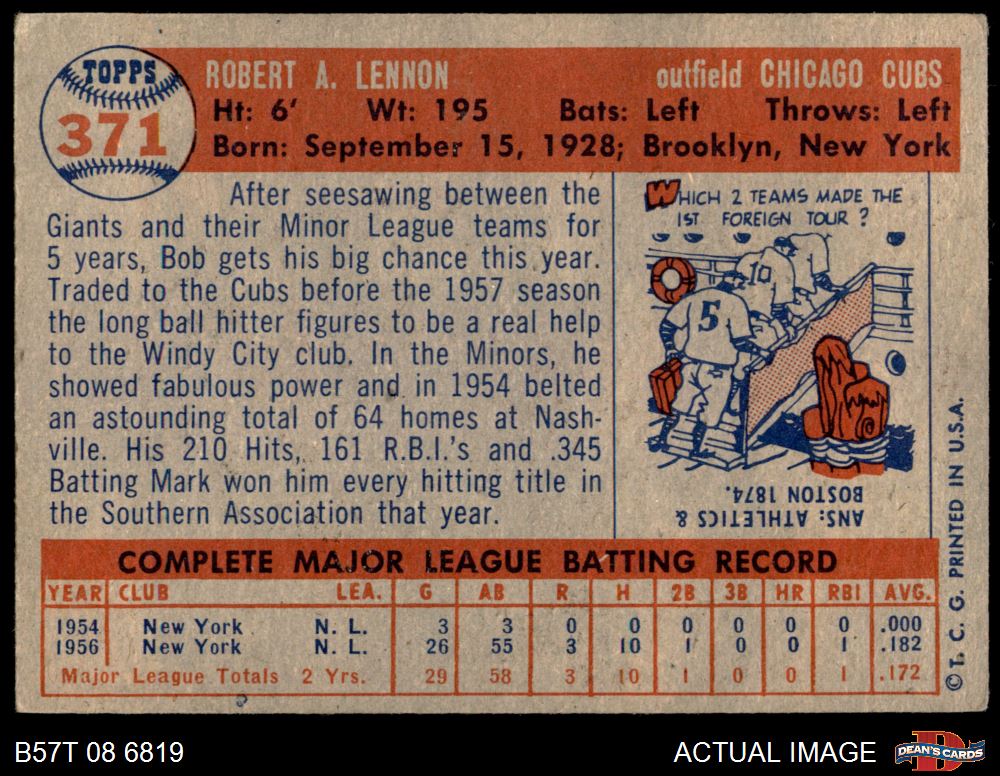 TOPPS
371
ROBERT A. LENNON outfield CHICAGO CUBS
Ht: 6' Wt: 195 Bats: Left Throws: Left
Born: September 15, 1928; Brooklyn, New York
After seesawing between the
Giants and their Minor League teams for
5 years, Bob gets his big chance this year.
Traded to the Cubs before the 1957 season
the long ball hitter figures to be a real help
to the Windy City club. In the Minors, he
showed fabulous power and in 1954 belted
an astounding total of 64 homes at Nash-
ville. His 210 Hits, 161 R.B.I.'s and .345
Batting Mark won him every hitting title in
the Southern Association that year.
WHICH 2 TEAMS MADE THE
1ST FOREIGN TOUR?
10
5
ANS: ATHLETICS &
BOSTON 1874.
COMPLETE MAJOR LEAGUE BATTING RECORD
YEAR CLUB LEA. G AB R H 2B 3B HR RBI AVG.
1954 New York N. L. 3 3 0 0 0 0 0 0 .000
1956 New York N. L. 26 55 3 10 1 0 0 1 .182
Major League Totals 2 Yrs. 29 58 3 10 1 0 0 1 .172
© T. C. G. PRINTED IN U.S.A.
B57T 08 6819 ACTUAL IMAGE DEAN'S CARDS